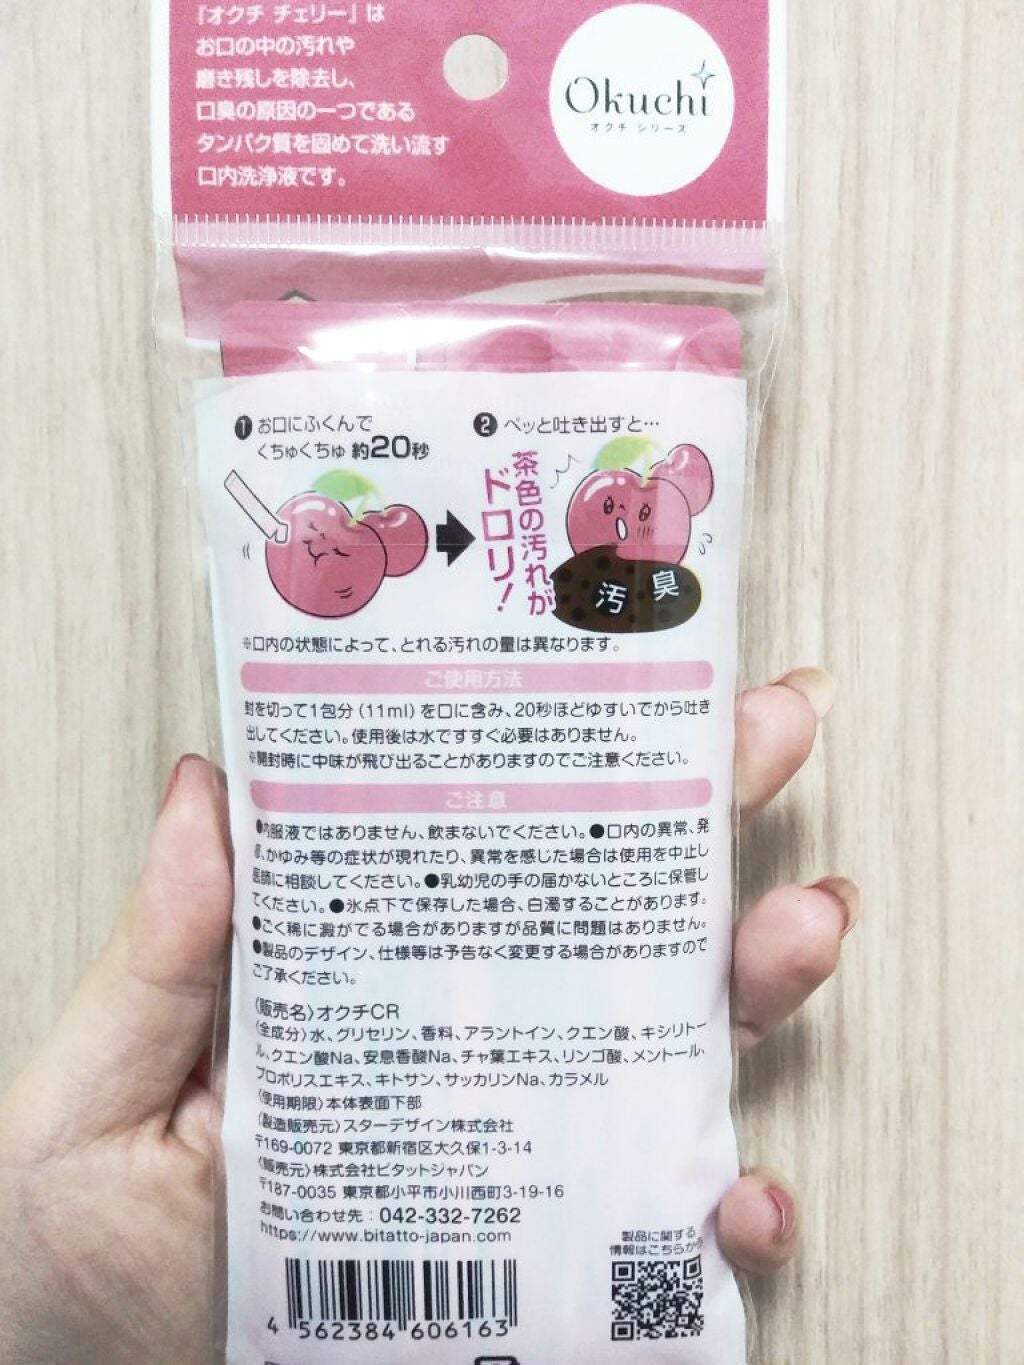 『オクチ チェリー』は
お口の中の汚れや
磨き残しを除去し、
口臭の原因の一つである
タンパク質を固めて洗い流す
口内洗浄液です。
Okuchi
オクチ シリーズ
1 お口にふくんで
くちゅくちゅ 約20秒
2 ペッと吐き出すと…
茶色の汚れが
ドロリ！
汚 臭
※口内の状態によって、とれる汚れの量は異なります。
ご使用方法
封を切って1包分（11ml）を口に含み、20秒ほどゆすいでから吐き
出してください。使用後は水ですすぐ必要はありません。
※開封時に中味が飛び出ることがありますのでご注意ください。
ご注意
●内服液ではありません、飲まないでください。●口内の異常、発
疹、かゆみ等の症状が現れたり、異常を感じた場合は使用を中止し
医師に相談してください。●乳幼児の手の届かないところに保管し
てください。●氷点下で保存した場合、白濁することがあります。
●ごく稀に澱がでる場合がありますが品質に問題はありません。
●製品のデザイン、仕様等は予告なく変更する場合がありますので
ご了承ください。
〈販売名〉オクチCR
〈全成分〉水、グリセリン、香料、アラントイン、クエン酸、キシリトー
ル、クエン酸Na、安息香酸Na、チャ葉エキス、リンゴ酸、メントール、
プロポリスエキス、キトサン、サッカリンNa、カラメル
〈使用期限〉本体表面下部
〈製造販売元〉スターデザイン株式会社
〒169-0072 東京都新宿区大久保1-3-14
〈販売元〉株式会社ビタットジャパン
〒187-0035 東京都小平市小川西町3-19-16
お問い合わせ先：042-332-7262
https://www.bitatto-japan.com
製品に関する
情報はこちらから
4 562384 606163